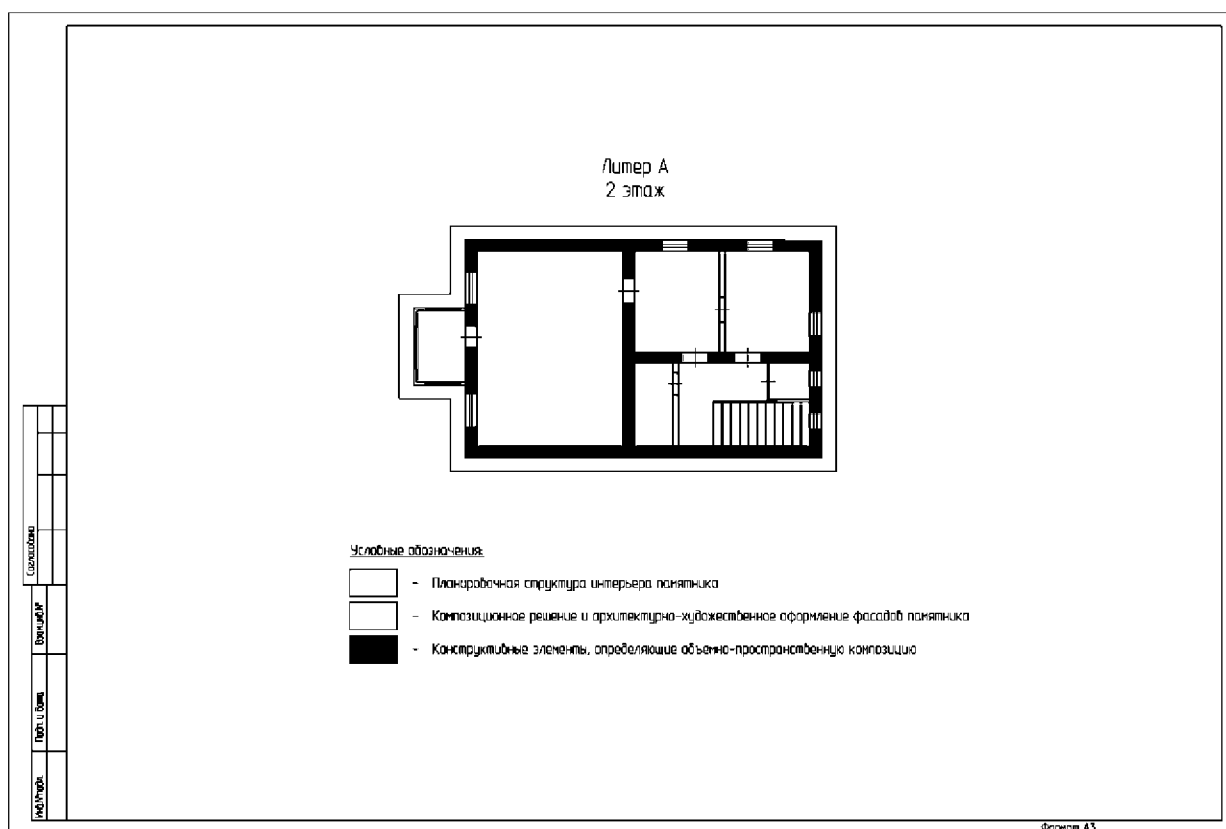 Литер А
2 этаж
Условные обозначения:
- Планировочная структура интерьера памятника
- Композиционное решение и архитектурно-художественное оформление фасадов памятника
- Конструктивные элементы, определяющие объемно-пространственную композицию
Согласовано
Взам.инв.№
Подп. и дата
Инв.№подл.
Формат А3